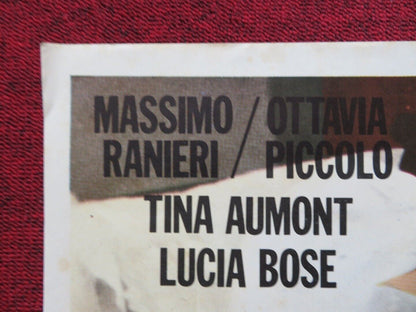 MASSIMO / OTTAVIA
RANIERI / PICCOLO
TINA AUMONT
LUCIA BOSE